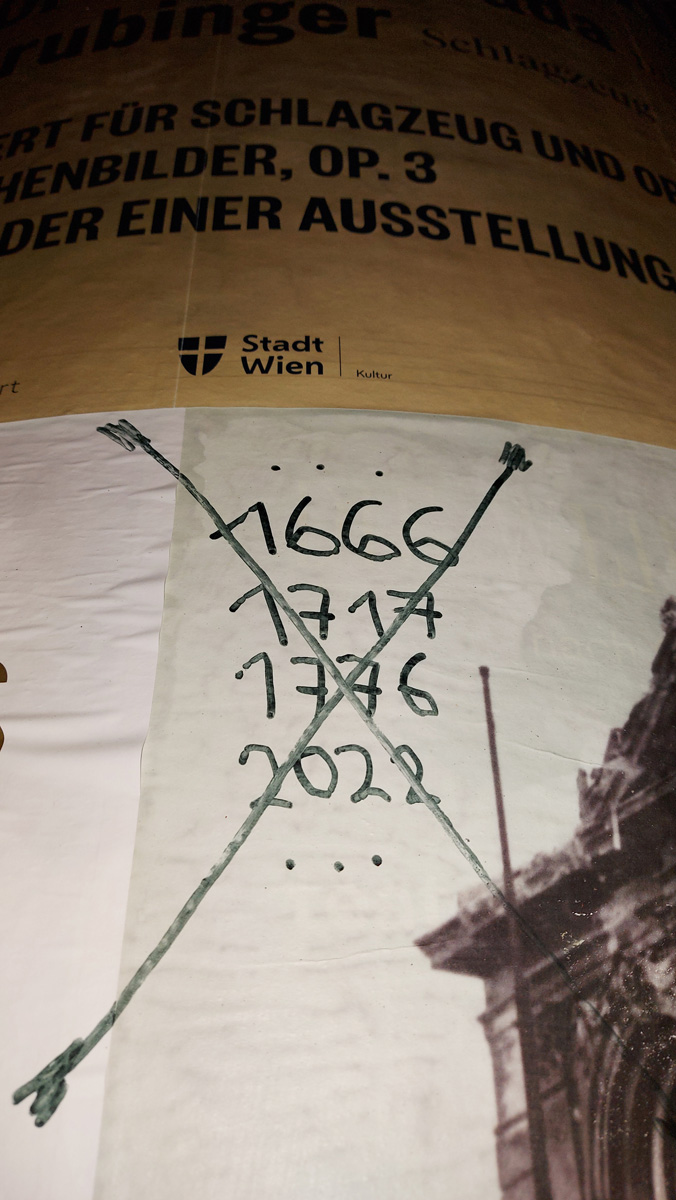 rubinger
Schlagzeug
ERT FÜR SCHLAGZEUG UND OR
HENBILDER, OP. 3
DER EINER AUSSTELLUNG
Stadt
Wien
Kultur
rt
...
1666
1717
1776
2022
...